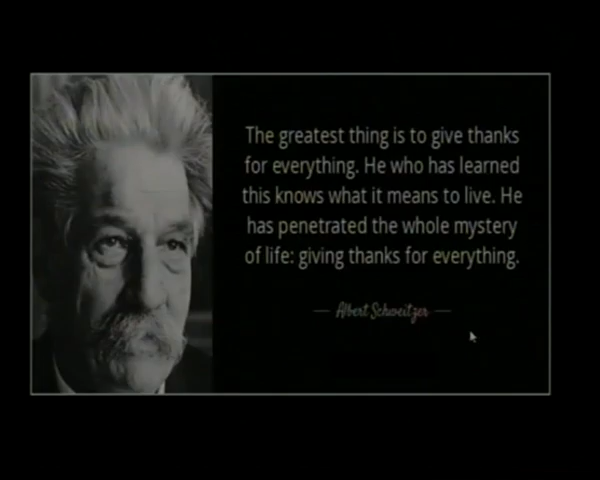 The greatest thing is to give thanks
for everything. He who has learned
this knows what it means to live. He
has penetrated the whole mystery
of life: giving thanks for everything.
— Albert Schweitzer —